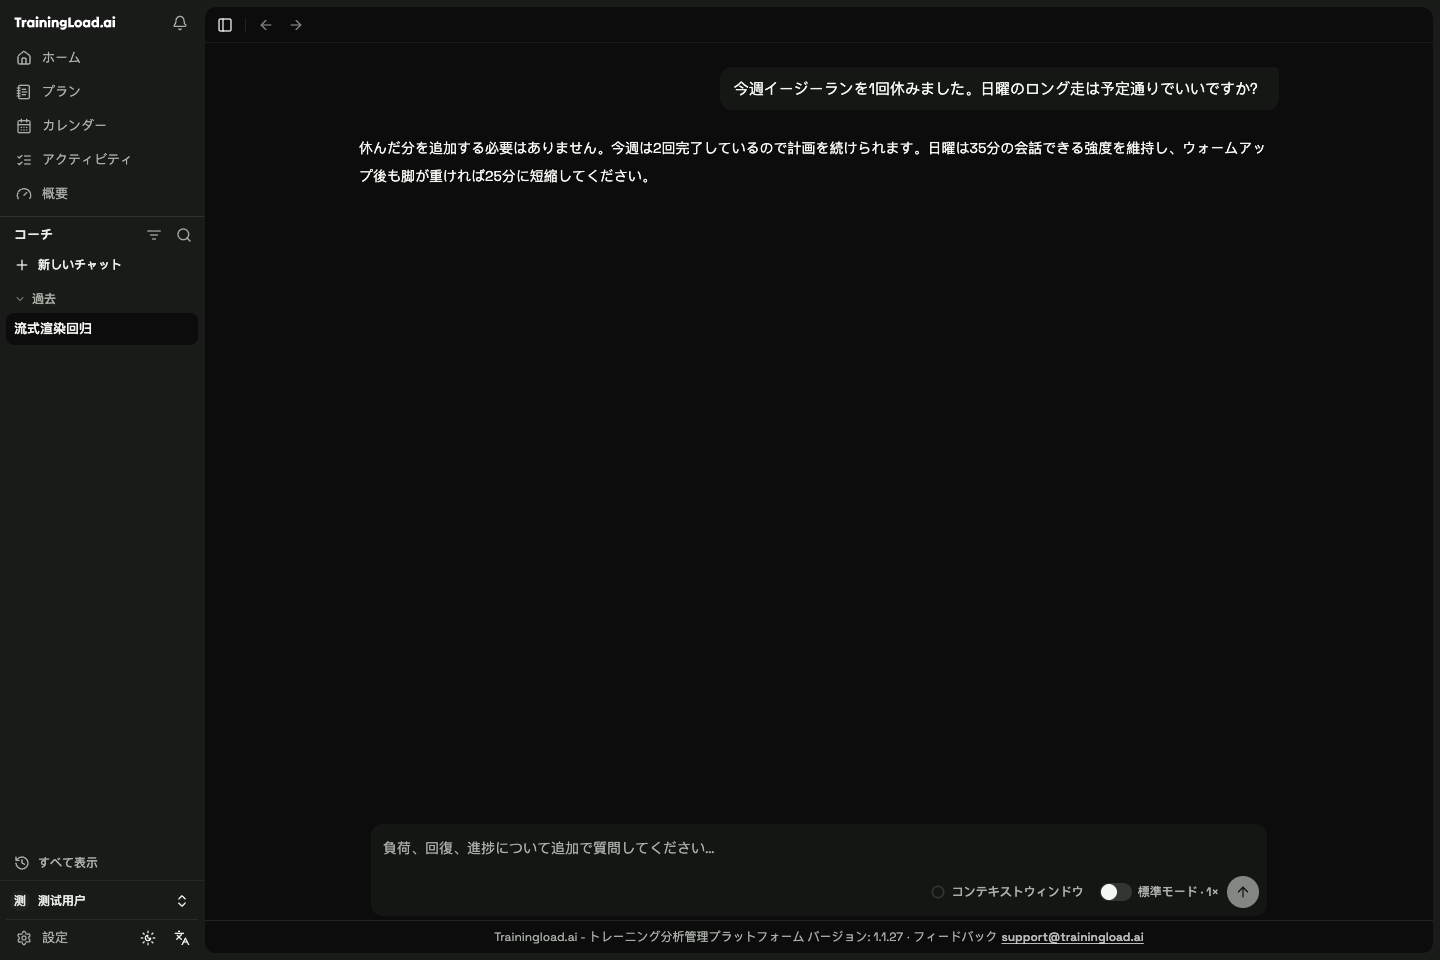 TrainingLoad.ai
ホーム
プラン
カレンダー
アクティビティ
概要
コーチ
新しいチャット
過去
流式渲染回归
すべて表示
测 测试用户
設定
今週イージーランを1回休みました。日曜のロング走は予定通りでいいですか?
休んだ分を追加する必要はありません。今週は2回完了しているので計画を続けられます。日曜は35分の会話できる強度を維持し、ウォームアッ
プ後も脚が重ければ25分に短縮してください。
負荷、回復、進捗について追加で質問してください...
コンテキストウィンドウ 標準モード · 1×
Trainingload.ai - トレーニング分析管理プラットフォーム バージョン: 1.1.27 · フィードバック support@trainingload.ai